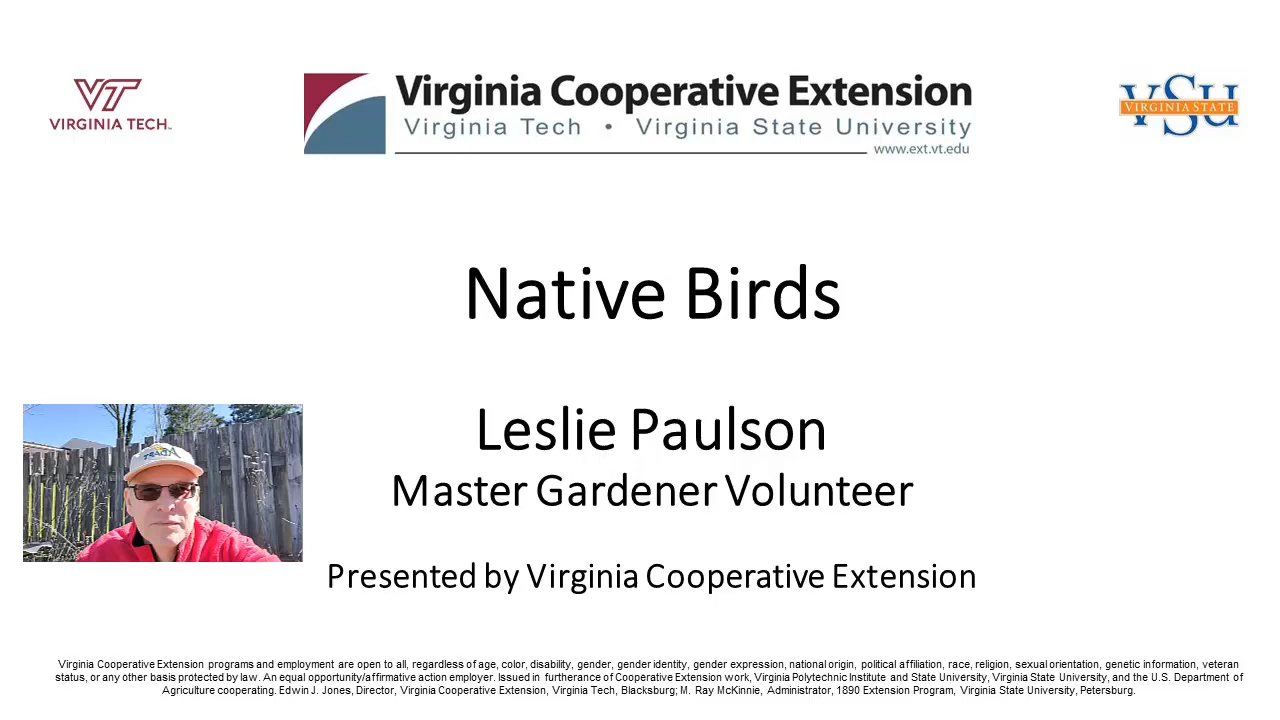 VIRGINIA TECH
Virginia Cooperative Extension
Virginia Tech • Virginia State University
www.ext.vt.edu
VSU
VIRGINIA STATE
Native Birds
Leslie Paulson
Master Gardener Volunteer
Presented by Virginia Cooperative Extension
Virginia Cooperative Extension programs and employment are open to all, regardless of age, color, disability, gender, gender identity, gender expression, national origin, political affiliation, race, religion, sexual orientation, genetic information, veteran
status, or any other basis protected by law. An equal opportunity/affirmative action employer. Issued in furtherance of Cooperative Extension work, Virginia Polytechnic Institute and State University, Virginia State University, and the U.S. Department of
Agriculture cooperating. Edwin J. Jones, Director, Virginia Cooperative Extension, Virginia Tech, Blacksburg; M. Ray McKinnie, Administrator, 1890 Extension Program, Virginia State University, Petersburg.